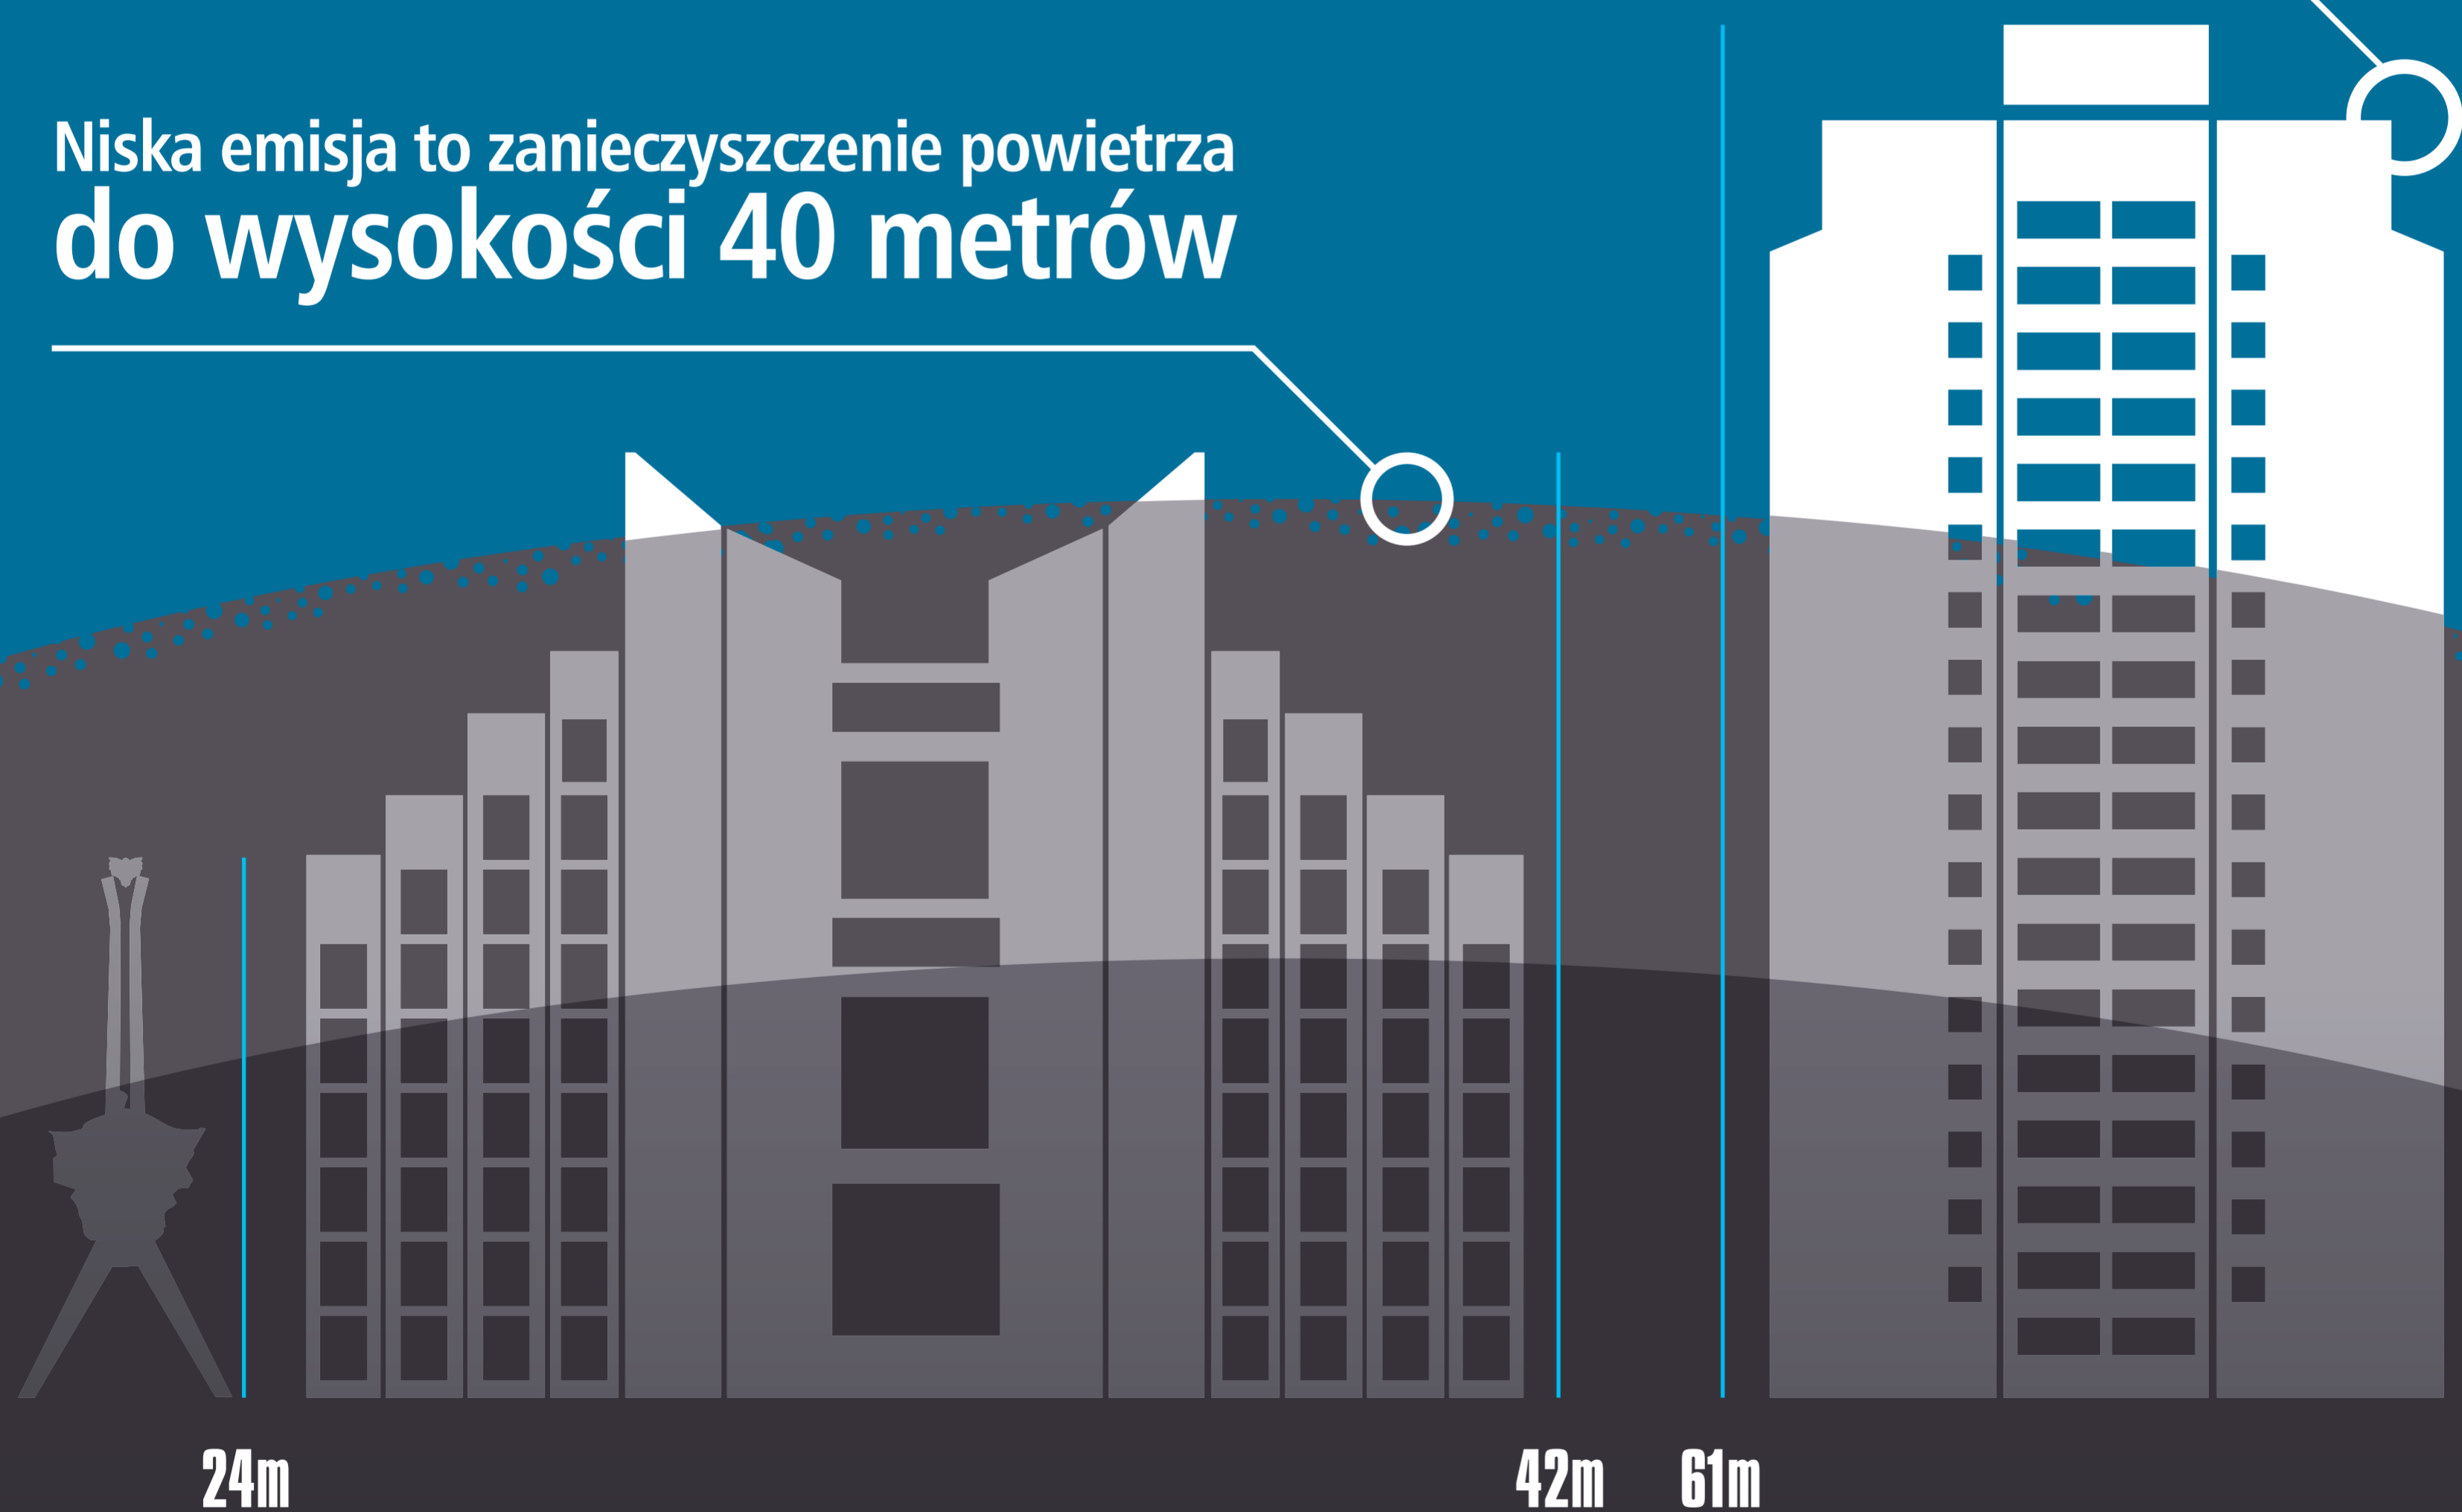 Niska emisja to zanieczyszczenie powietrza
do wysokości 40 metrów
24m
42m
61m